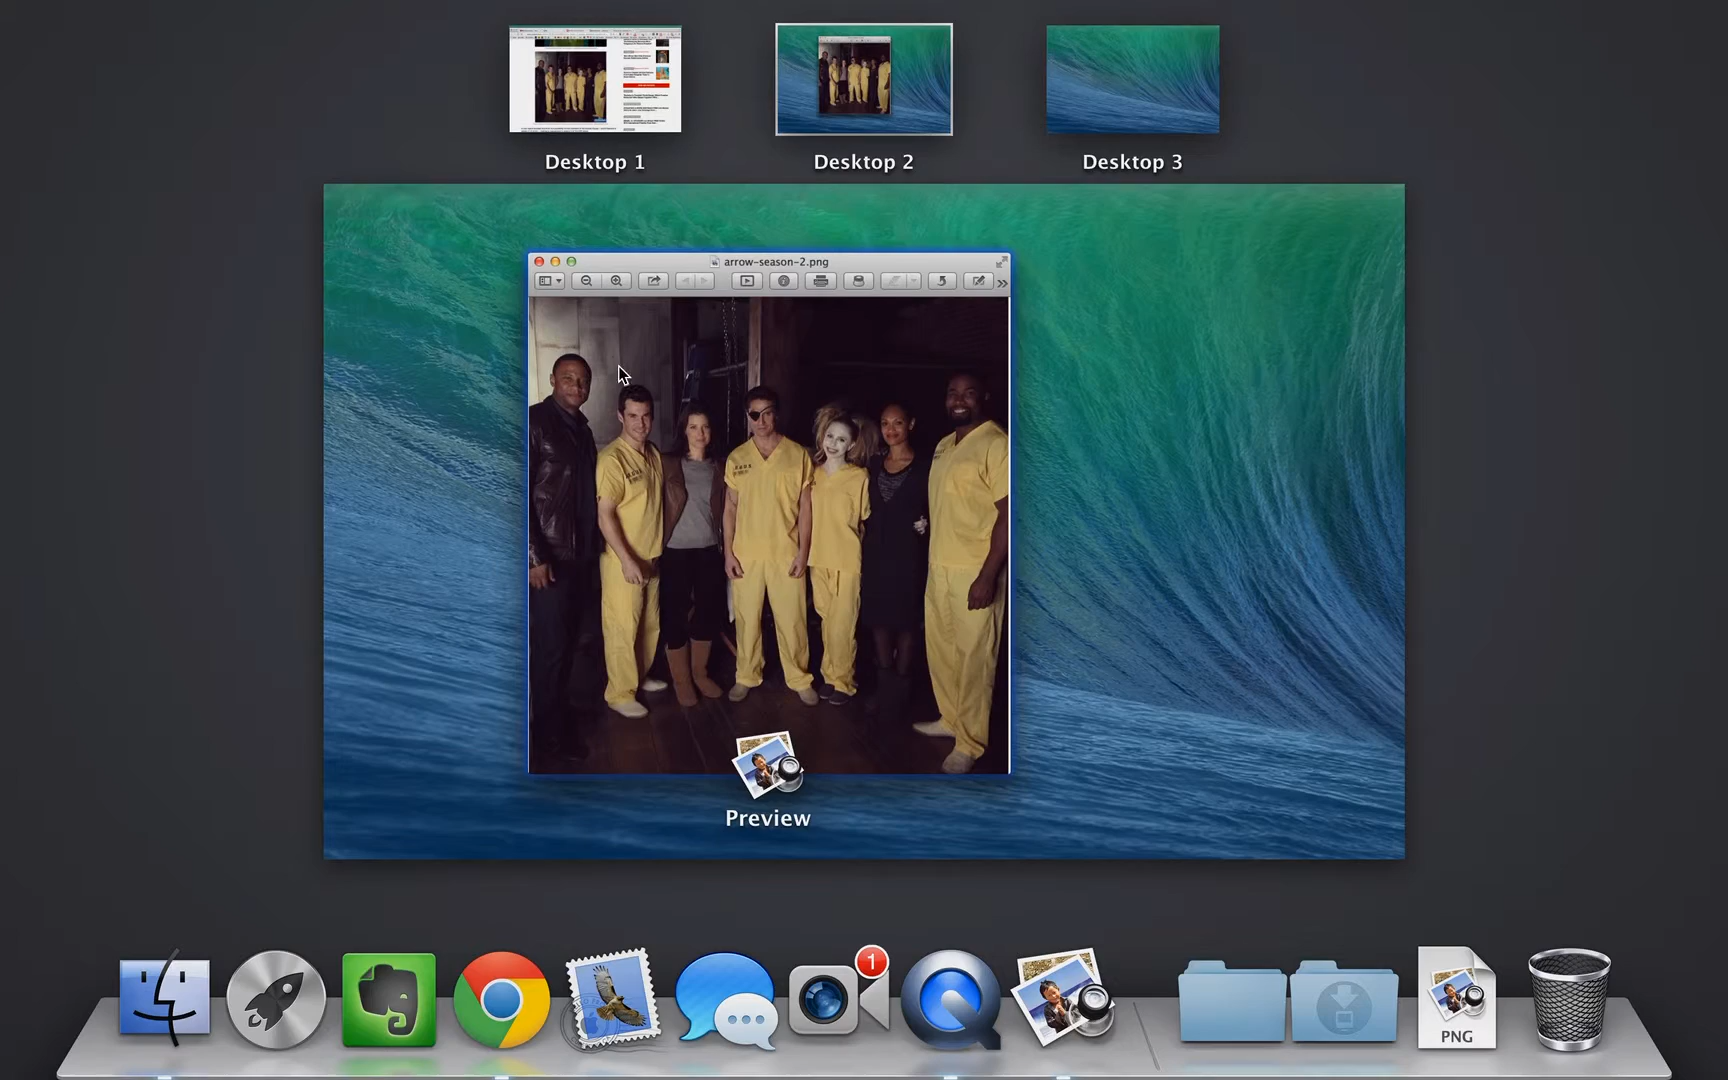 Desktop 1
Desktop 2
Desktop 3
arrow-season-2.png
Preview
1
PNG